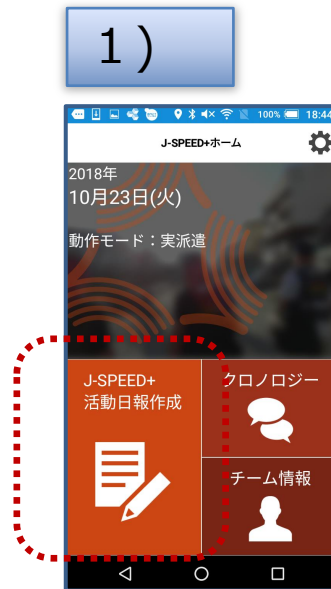 1)
100% 18:44
J-SPEED+ホーム
2018年
10月23日(火)
動作モード：実派遣
J-SPEED+
活動日報作成
クロノロジー
チーム情報